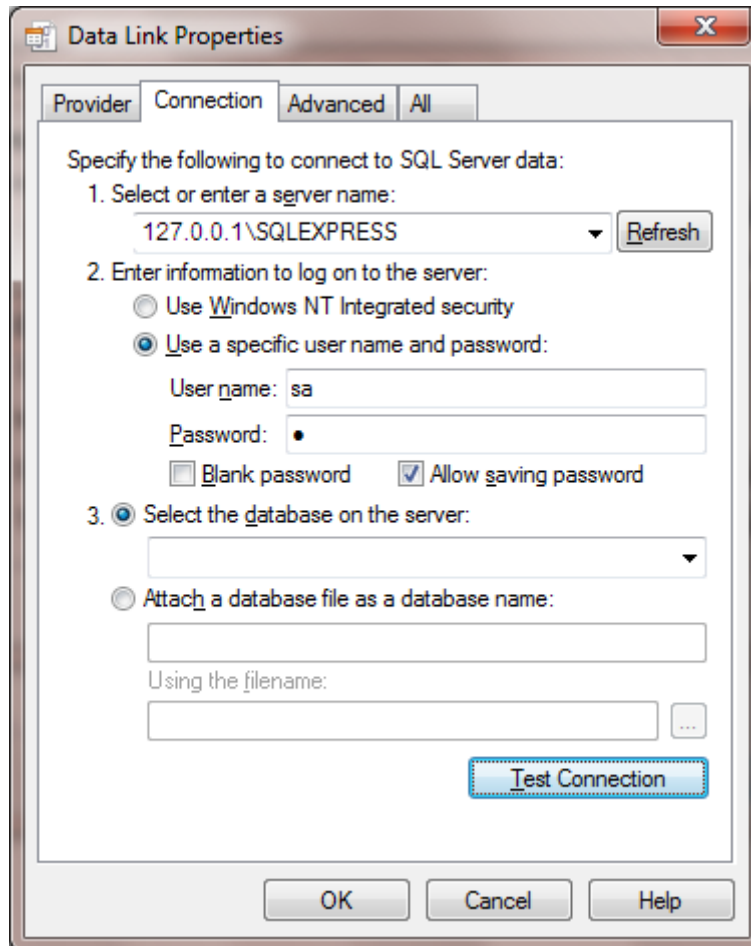 Data Link Properties
Provider Connection Advanced All
Specify the following to connect to SQL Server data:
1. Select or enter a server name:
127.0.0.1\SQLEXPRESS Refresh
2. Enter information to log on to the server:
Use Windows NT Integrated security
Use a specific user name and password:
User name: sa
Password: ●
Blank password Allow saving password
3. Select the database on the server:
Attach a database file as a database name:
Using the filename:
...
Test Connection
OK Cancel Help